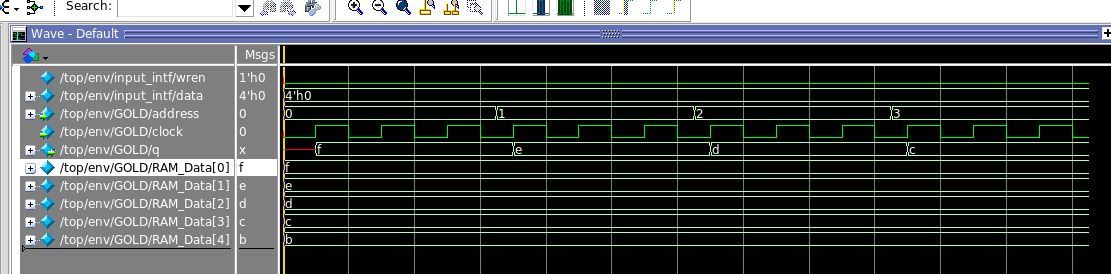 Search:
Wave - Default
Msgs
/top/env/input_intf/wren 1'h0
/top/env/input_intf/data 4'h0 4'h0
/top/env/GOLD/address 0 0 1 2 3
/top/env/GOLD/clock 0
/top/env/GOLD/q x f e d c
/top/env/GOLD/RAM_Data[0] f f
/top/env/GOLD/RAM_Data[1] e e
/top/env/GOLD/RAM_Data[2] d d
/top/env/GOLD/RAM_Data[3] c c
/top/env/GOLD/RAM_Data[4] b b